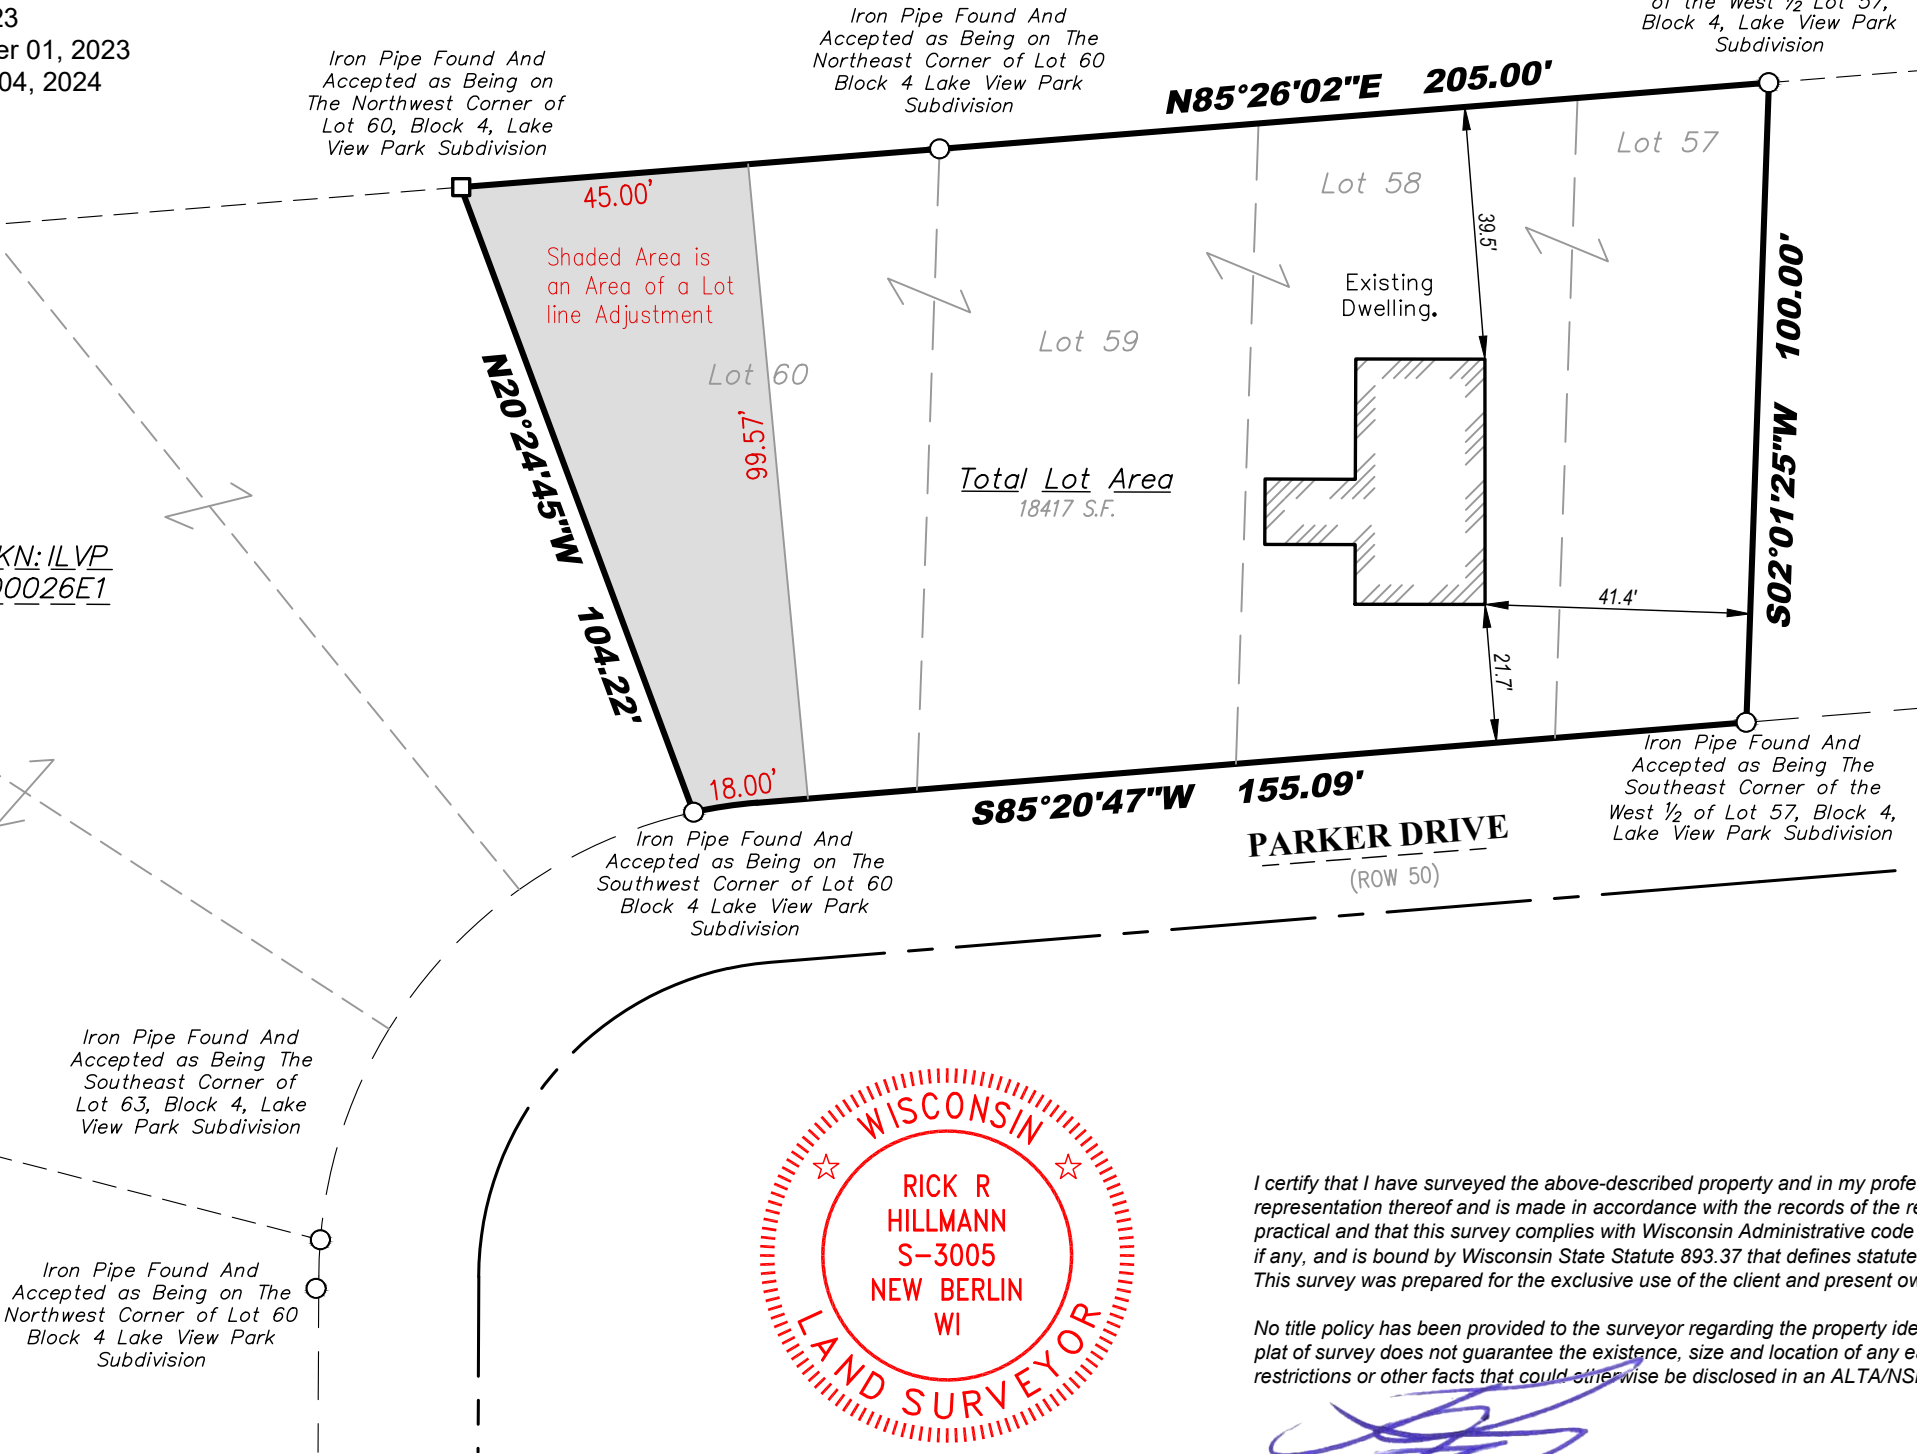 23
er 01, 2023
04, 2024
Iron Pipe Found And
Accepted as Being on
The Northwest Corner of
Lot 60, Block 4, Lake
View Park Subdivision
Iron Pipe Found And
Accepted as Being on The
Northeast Corner of Lot 60
Block 4 Lake View Park
Subdivision
of the West ½ Lot 57,
Block 4, Lake View Park
Subdivision
N85°26'02"E 205.00'
45.00'
Shaded Area is
an Area of a Lot
line Adjustment
Lot 60
99.57'
N20°24'45"W 104.22'
18.00'
Lot 59
Lot 58
Lot 57
39.5'
Existing
Dwelling.
Total Lot Area
18417 S.F.
41.4'
21.7'
S02°01'25"W 100.00'
KN: ILVP
00026E1
S85°20'47"W 155.09'
PARKER DRIVE
(ROW 50)
Iron Pipe Found And
Accepted as Being The
Southeast Corner of the
West ½ of Lot 57, Block 4,
Lake View Park Subdivision
Iron Pipe Found And
Accepted as Being on The
Southwest Corner of Lot 60
Block 4 Lake View Park
Subdivision
Iron Pipe Found And
Accepted as Being The
Southeast Corner of
Lot 63, Block 4, Lake
View Park Subdivision
Iron Pipe Found And
Accepted as Being on The
Northwest Corner of Lot 60
Block 4 Lake View Park
Subdivision
WISCONSIN
RICK R
HILLMANN
S-3005
NEW BERLIN
WI
LAND SURVEYOR
I certify that I have surveyed the above-described property and in my profe
representation thereof and is made in accordance with the records of the re
practical and that this survey complies with Wisconsin Administrative code
if any, and is bound by Wisconsin State Statute 893.37 that defines statute
This survey was prepared for the exclusive use of the client and present ow
No title policy has been provided to the surveyor regarding the property ide
plat of survey does not guarantee the existence, size and location of any ea
restrictions or other facts that could otherwise be disclosed in an ALTA/NS